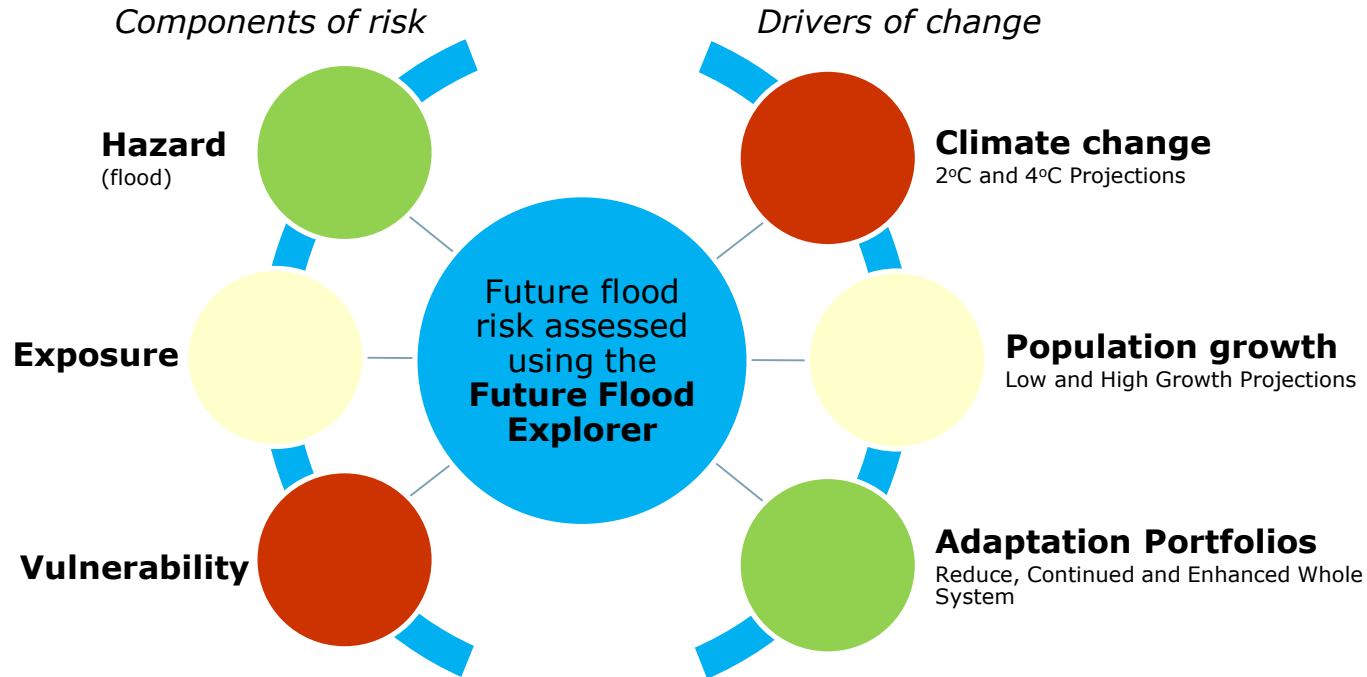 Components of risk
Drivers of change
Hazard
(flood)
Exposure
Vulnerability
Future flood
risk assessed
using the
Future Flood
Explorer
Climate change
2ºC and 4ºC Projections
Population growth
Low and High Growth Projections
Adaptation Portfolios
Reduce, Continued and Enhanced Whole
System